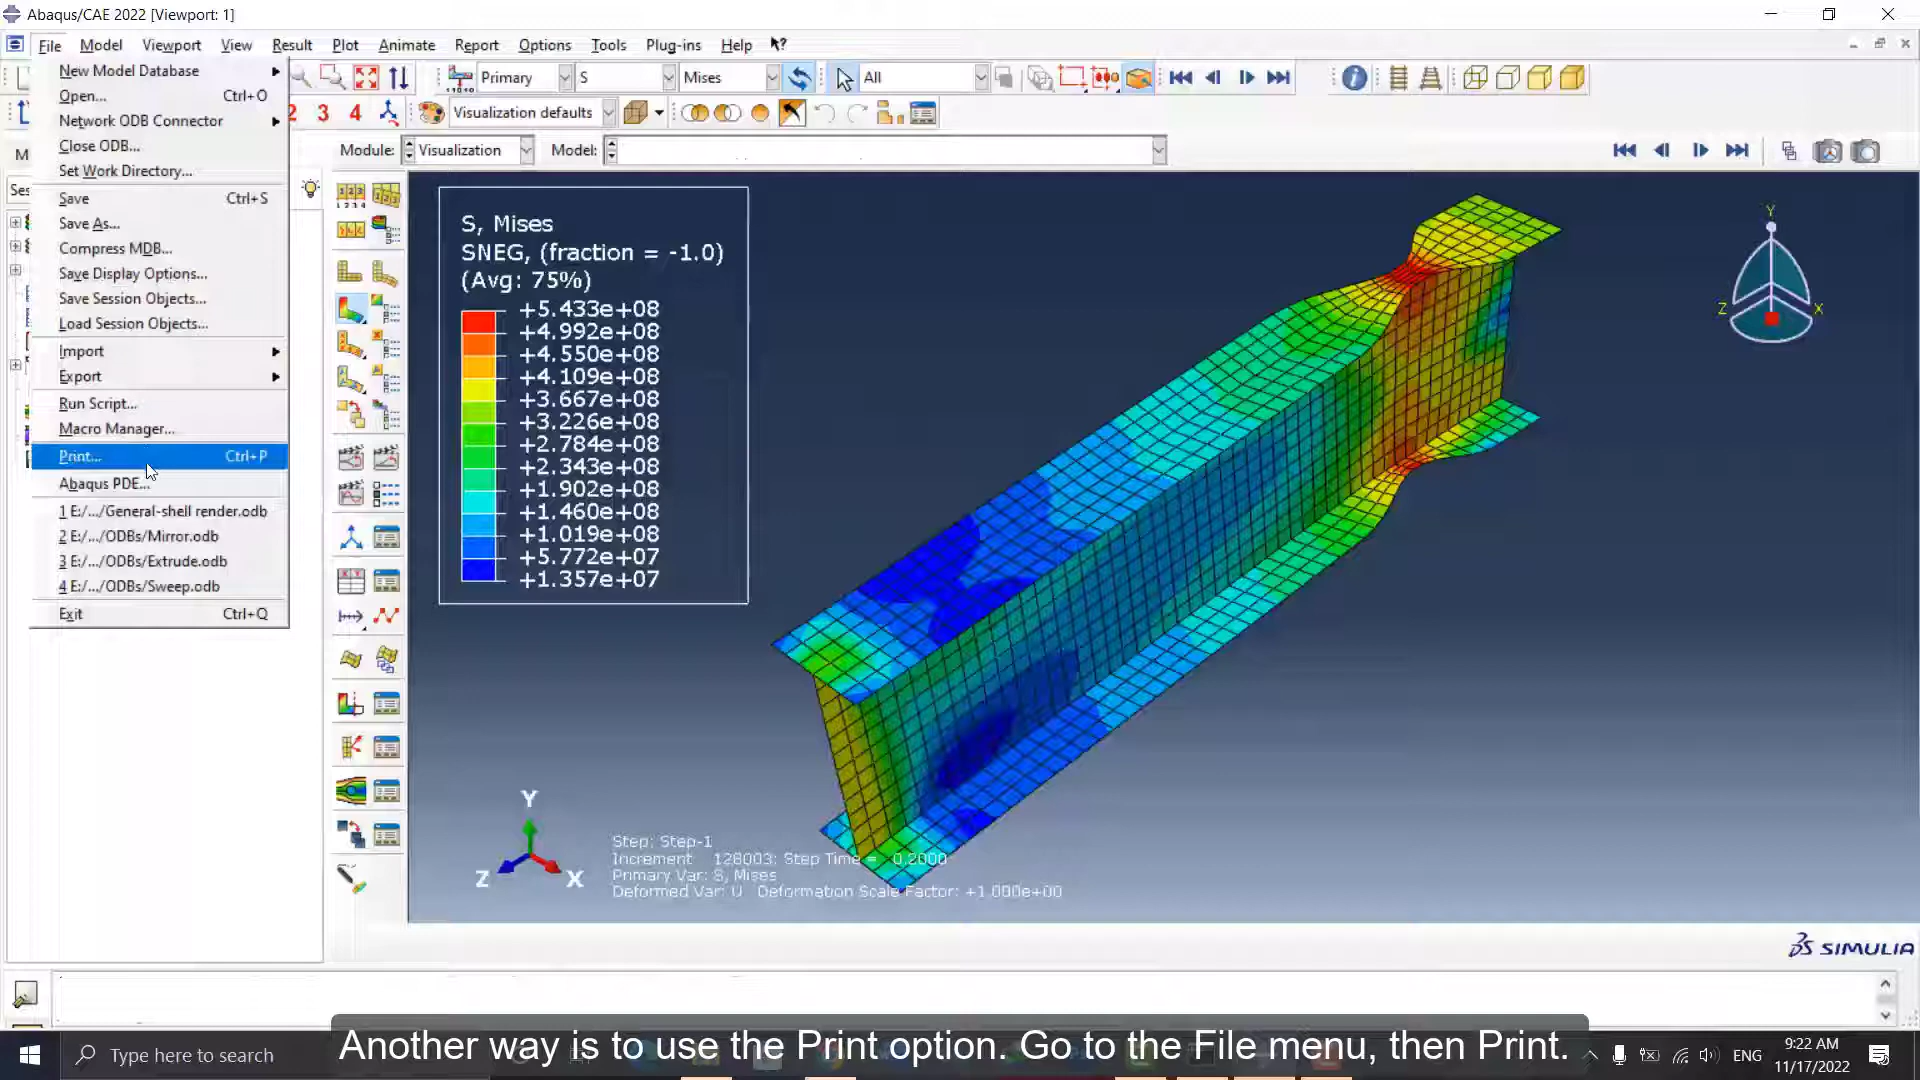 Abaqus/CAE 2022 [Viewport: 1]
File Model Viewport View Result Plot Animate Report Options Tools Plug-ins Help
New Model Database
Open... Ctrl+O
Network ODB Connector
Close ODB...
Set Work Directory...
Save Ctrl+S
Save As...
Compress MDB...
Save Display Options...
Save Session Objects...
Load Session Objects...
Import
Export
Run Script...
Macro Manager...
Print... Ctrl+P
Abaqus PDE...
1 E:/.../General-shell render.odb
2 E:/.../ODBs/Mirror.odb
3 E:/.../ODBs/Extrude.odb
4 E:/.../ODBs/Sweep.odb
Exit Ctrl+Q
Primary S Mises All
2 3 4 Visualization defaults
Module: Visualization Model:
S, Mises
SNEG, (fraction = -1.0)
(Avg: 75%)
+5.433e+08
+4.992e+08
+4.550e+08
+4.109e+08
+3.667e+08
+3.226e+08
+2.784e+08
+2.343e+08
+1.902e+08
+1.460e+08
+1.019e+08
+5.772e+07
+1.357e+07
Y
Z X
Y
Z X
Step: Step-1
Increment 128003: Step Time = 0.2000
Primary Var: S, Mises
Deformed Var: U Deformation Scale Factor: +1.000e+00
SIMULIA
Another way is to use the Print option. Go to the File menu, then Print.
Type here to search
ENG
9:22 AM
11/17/2022